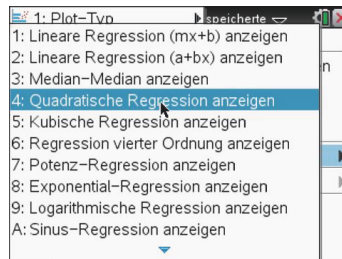 1: Plot-Typ speicherte
1: Lineare Regression (mx+b) anzeigen
2: Lineare Regression (a+bx) anzeigen
3: Median-Median anzeigen
4: Quadratische Regression anzeigen
5: Kubische Regression anzeigen
6: Regression vierter Ordnung anzeigen
7: Potenz-Regression anzeigen
8: Exponential-Regression anzeigen
9: Logarithmische Regression anzeigen
A: Sinus-Regression anzeigen